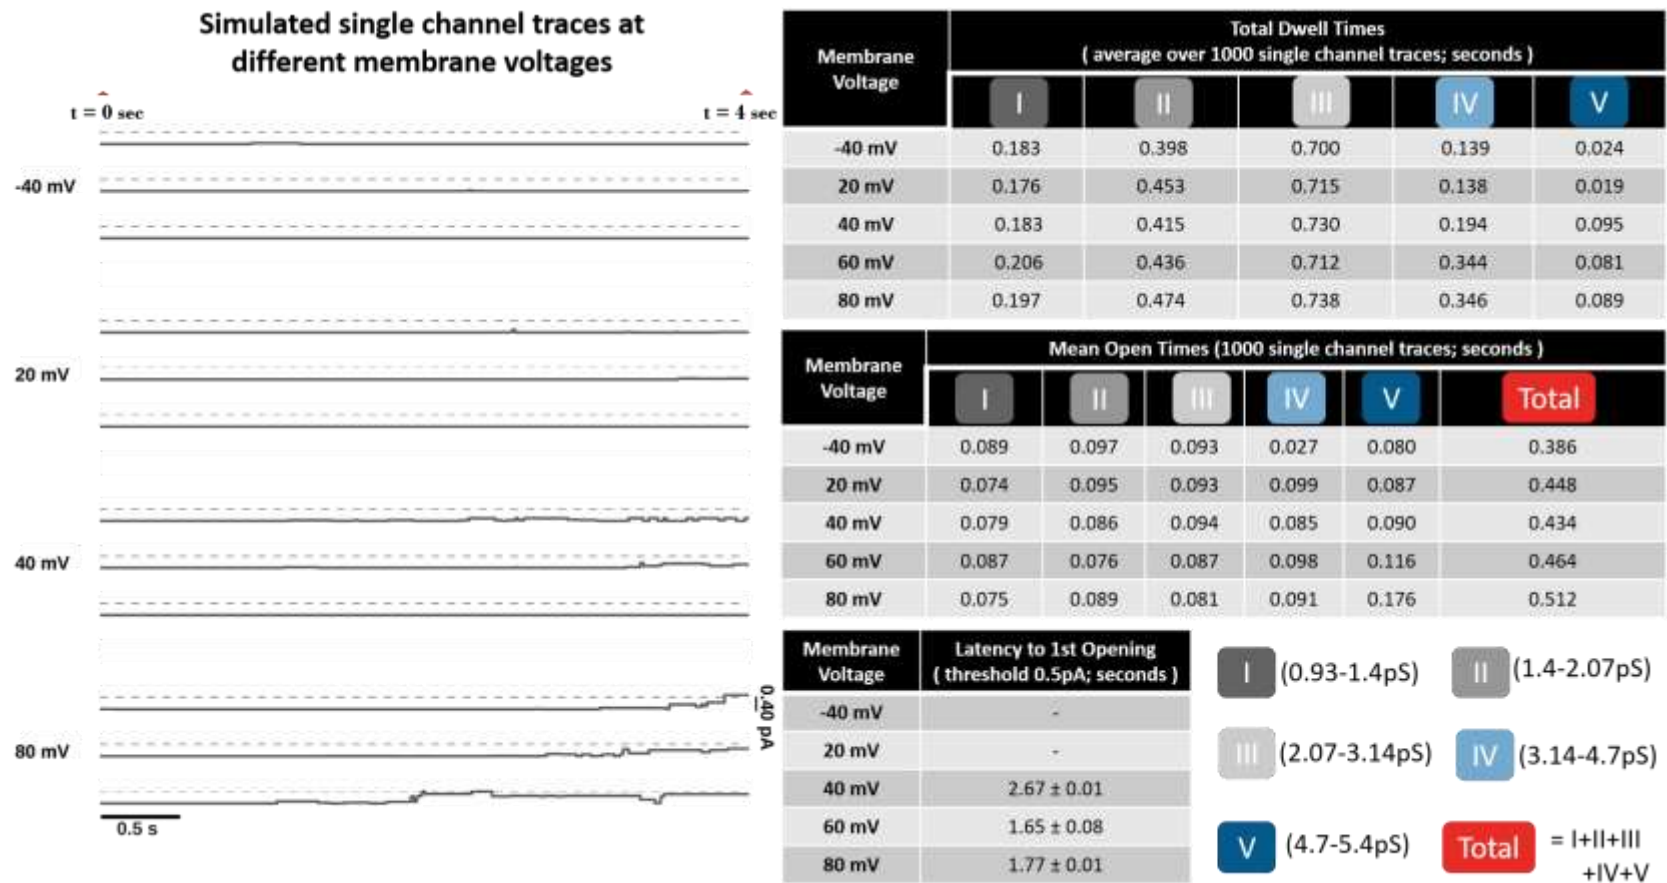 Simulated single channel traces at
different membrane voltages
t = 0 sec
t = 4 sec
-40 mV
20 mV
40 mV
80 mV
0.40 pA
0.5 s
Membrane
Voltage
Total Dwell Times
( average over 1000 single channel traces; seconds )
I II III IV V
-40 mV 0.183 0.398 0.700 0.139 0.024
20 mV 0.176 0.453 0.715 0.138 0.019
40 mV 0.183 0.415 0.730 0.194 0.095
60 mV 0.206 0.436 0.712 0.344 0.081
80 mV 0.197 0.474 0.738 0.346 0.089
Membrane
Voltage
Mean Open Times (1000 single channel traces; seconds )
I II III IV V Total
-40 mV 0.089 0.097 0.093 0.027 0.080 0.386
20 mV 0.074 0.095 0.093 0.099 0.087 0.448
40 mV 0.079 0.086 0.094 0.085 0.090 0.434
60 mV 0.087 0.076 0.087 0.098 0.116 0.464
80 mV 0.075 0.089 0.081 0.091 0.176 0.512
Membrane
Voltage
Latency to 1st Opening
( threshold 0.5pA; seconds )
-40 mV -
20 mV -
40 mV 2.67 ± 0.01
60 mV 1.65 ± 0.08
80 mV 1.77 ± 0.01
I (0.93-1.4pS)
II (1.4-2.07pS)
III (2.07-3.14pS)
IV (3.14-4.7pS)
V (4.7-5.4pS)
Total = I+II+III
+IV+V